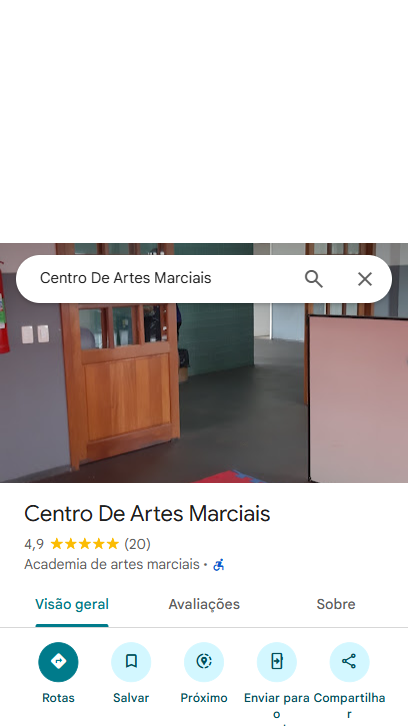 Centro De Artes Marciais
Centro De Artes Marciais
4,9 (20)
Academia de artes marciais ·
Visão geral
Avaliações
Sobre
Rotas
Salvar
Próximo
Enviar para
o
Compartilha
r